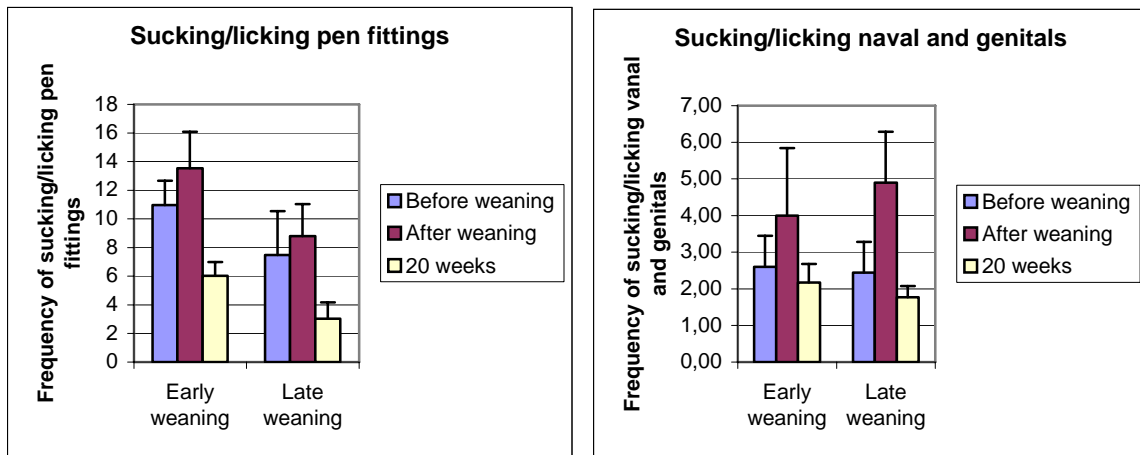 Sucking/licking pen fittings
Frequency of sucking/licking pen
fittings
18
16
14
12
10
8
6
4
2
0
Early
weaning
Late
weaning
Before weaning
After weaning
20 weeks
Sucking/licking naval and genitals
Frequency of sucking/licking vanal
and genitals
7,00
6,00
5,00
4,00
3,00
2,00
1,00
0,00
Early
weaning
Late
weaning
Before weaning
After weaning
20 weeks